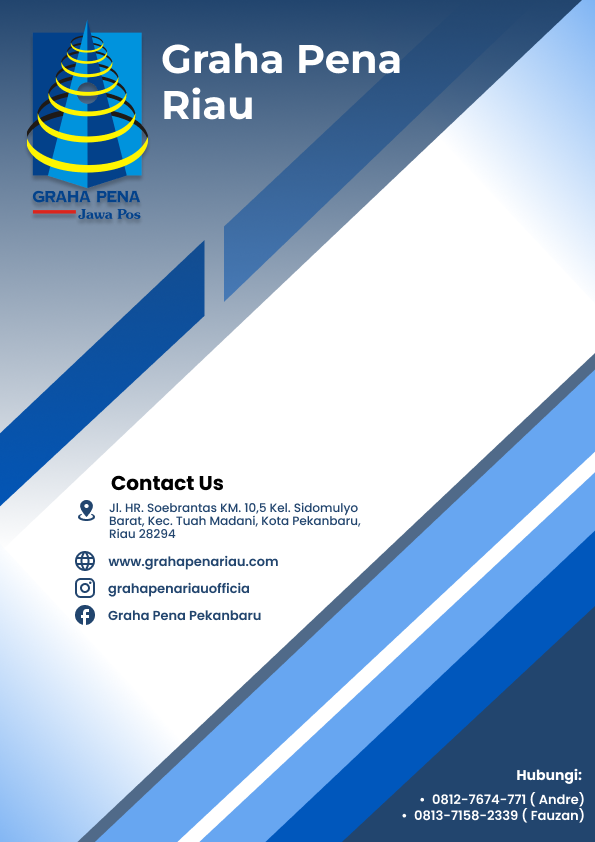 Graha Pena
Riau
GRAHA PENA
Jawa Pos
Contact Us
Jl. HR. Soebrantas KM. 10,5 Kel. Sidomulyo
Barat, Kec. Tuah Madani, Kota Pekanbaru,
Riau 28294
www.grahapenariau.com
grahapenariauofficia
Graha Pena Pekanbaru
Hubungi:
• 0812-7674-771 ( Andre)
• 0813-7158-2339 ( Fauzan)